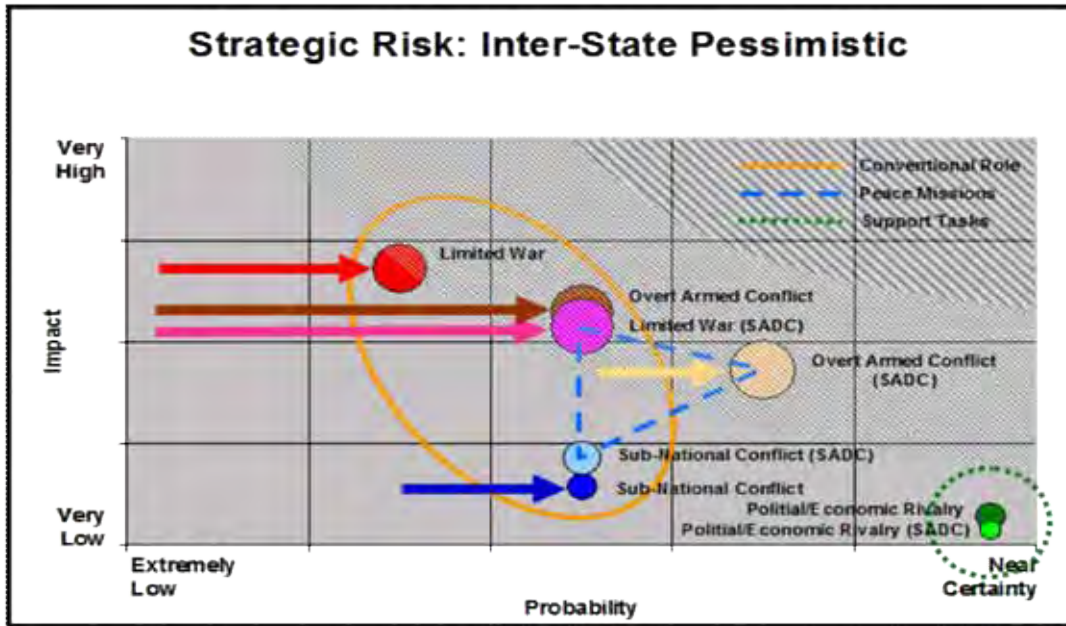 Strategic Risk: Inter-State Pessimistic
Very
High
Conventional Role
Peace Missions
Support Tasks
Limited War
Overt Armed Conflict
Limited War (SADC)
Impact
Overt Armed Conflict
(SADC)
Sub-National Conflict (SADC)
Sub-National Conflict
Politial/Economic Rivalry
Politial/Economic Rivalry (SADC)
Very
Low
Extremely
Low
Near
Certainty
Probability